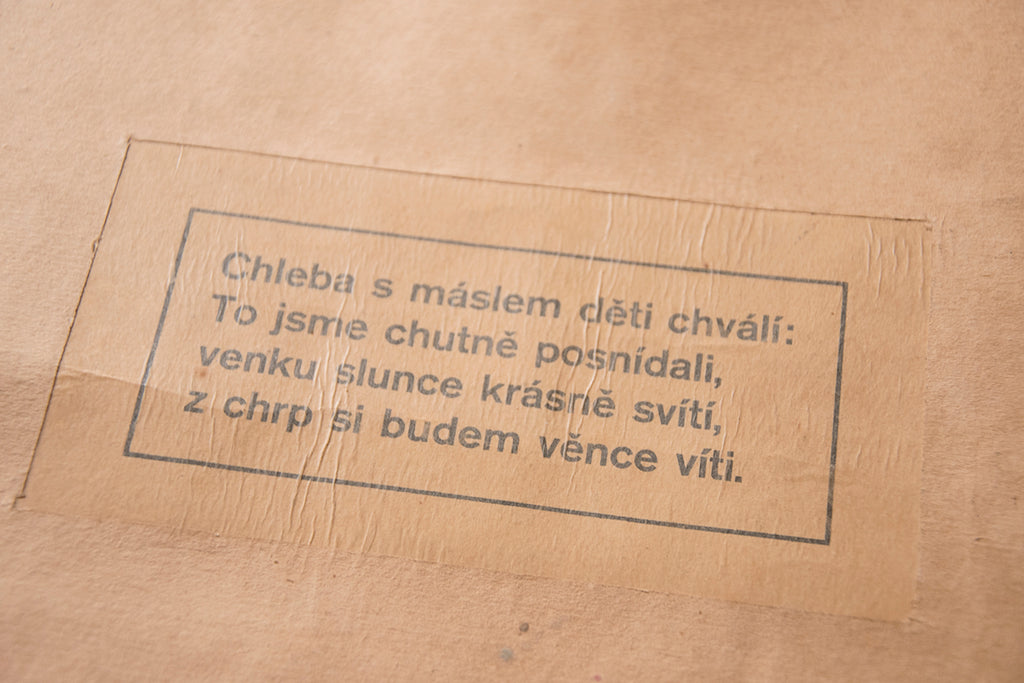 Chleba s máslem děti chválí:
To jsme chutně posnídali,
venku slunce krásně svítí,
z chrp si budem věnce víti.